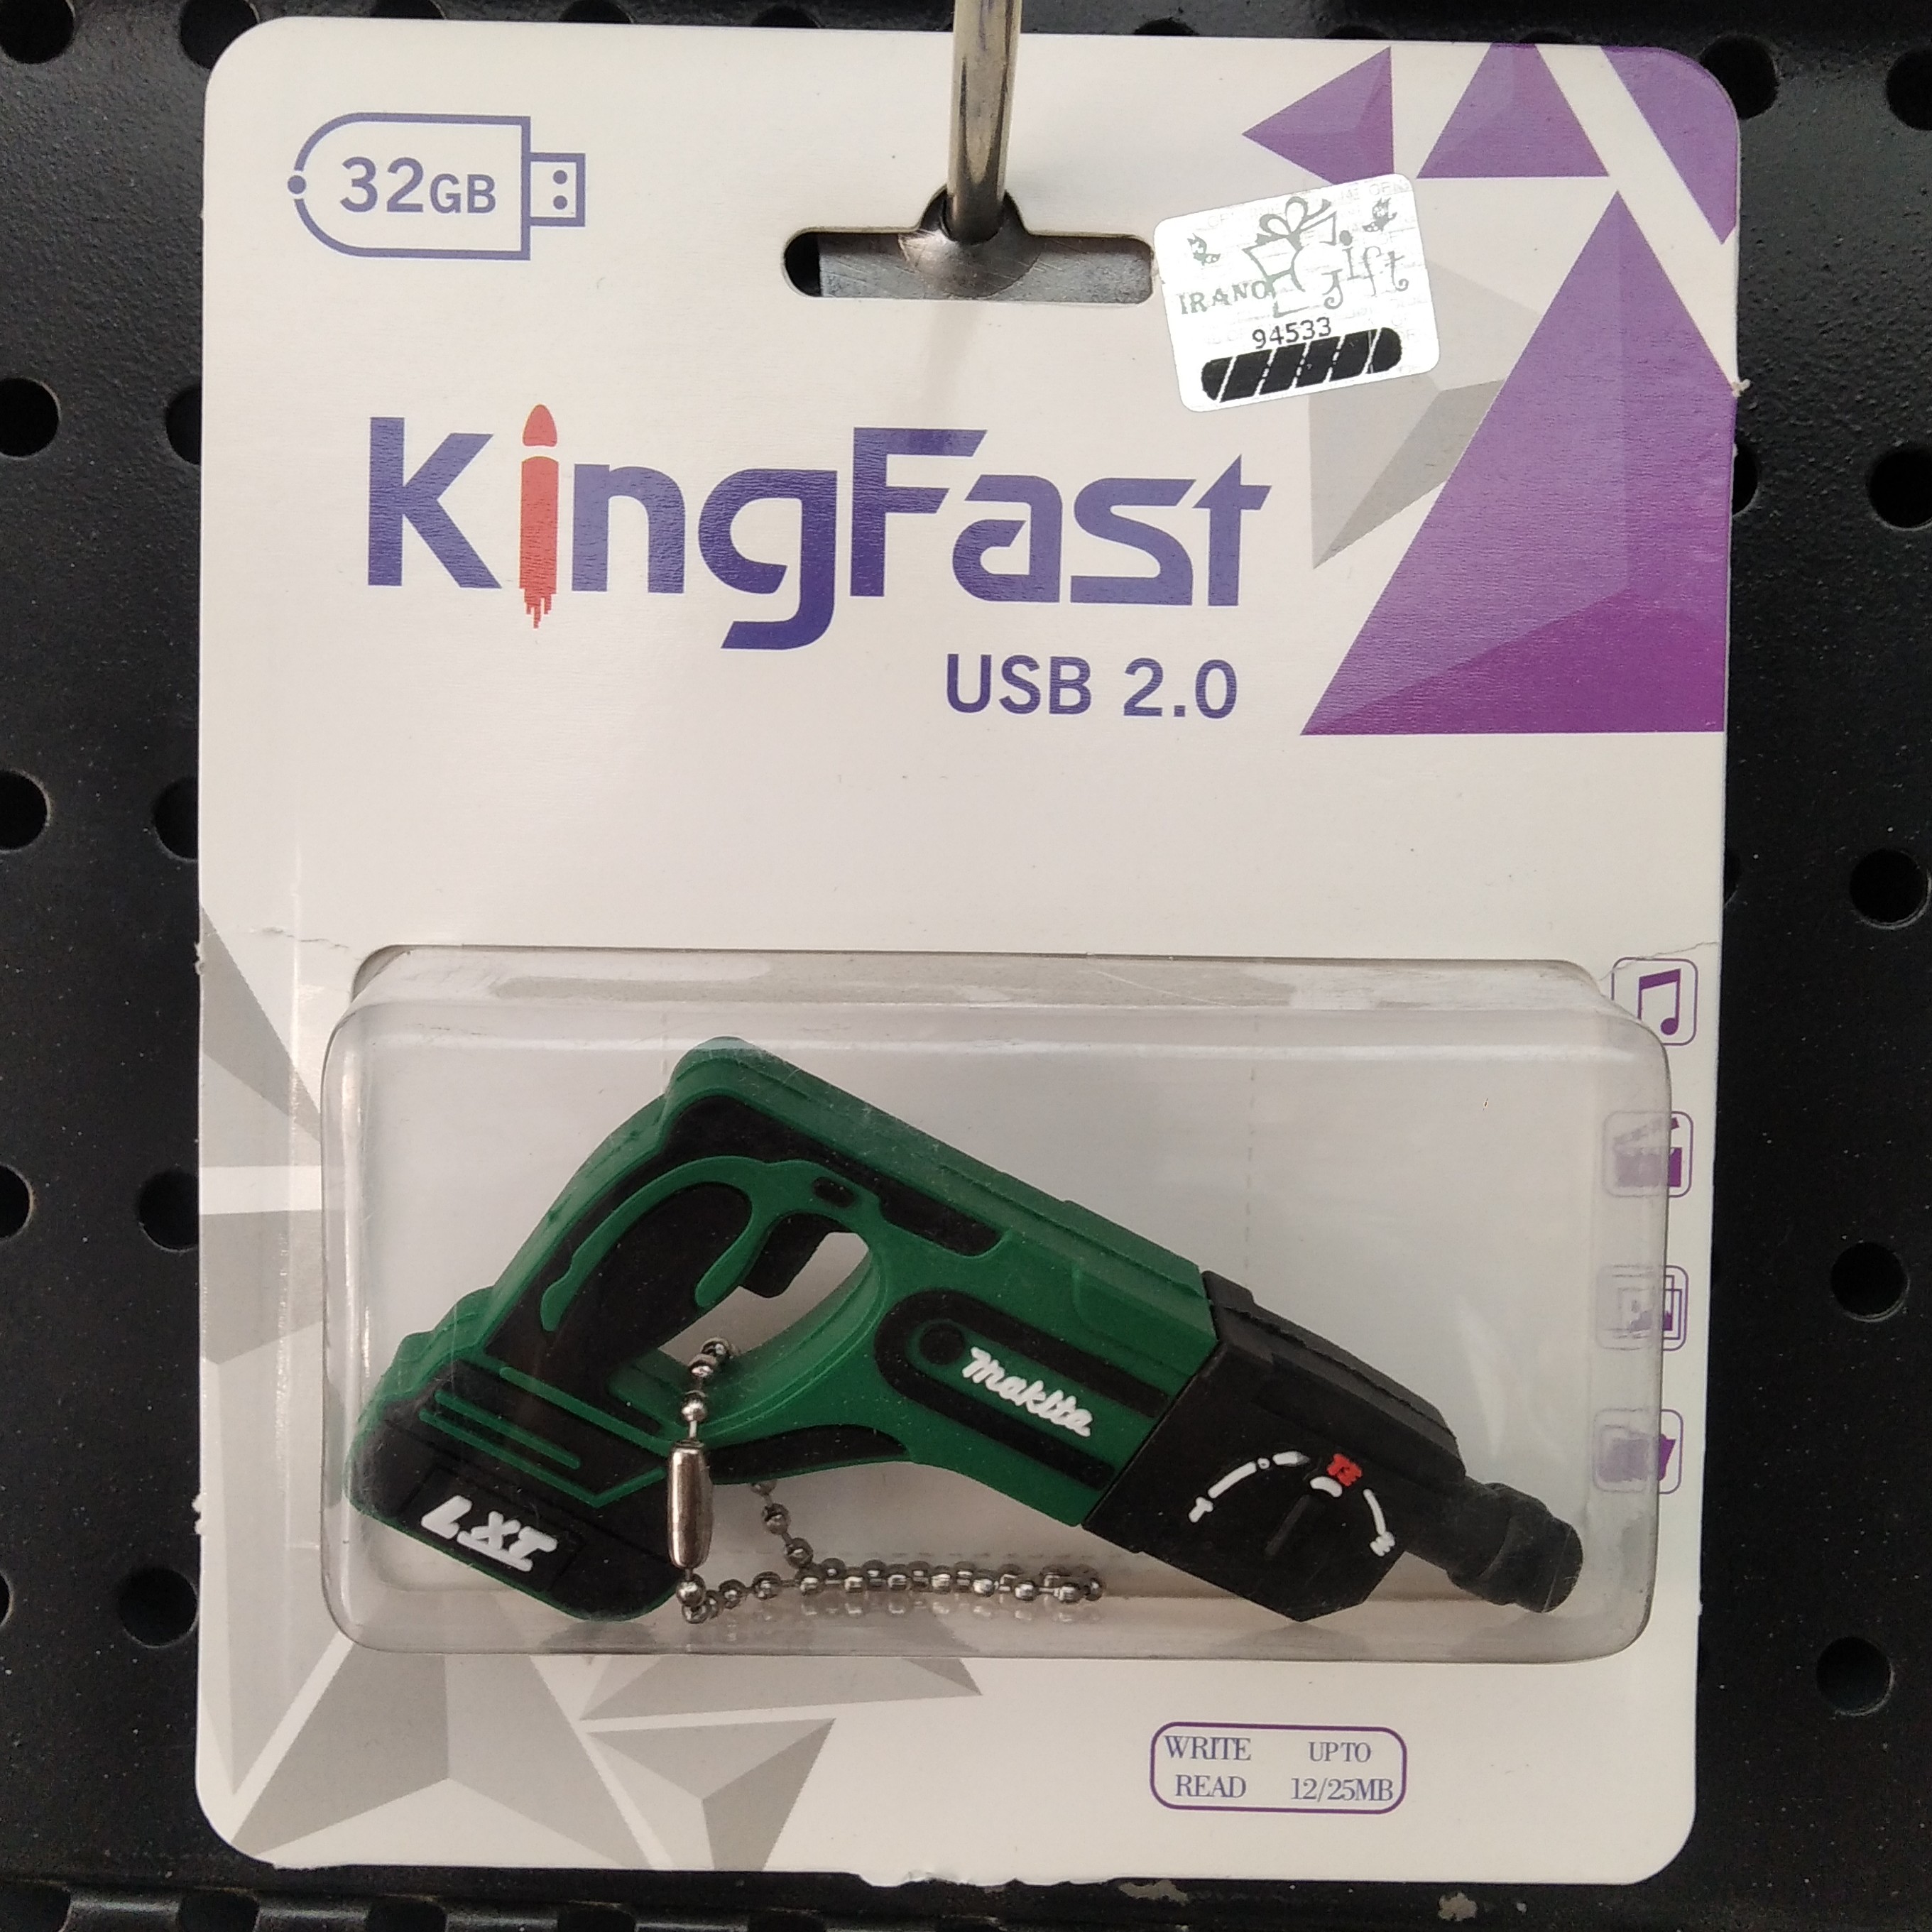 32GB
IRANO Gift
94533
KingFast
USB 2.0
makita
LXT
WRITE UPTO
READ 12/25MB